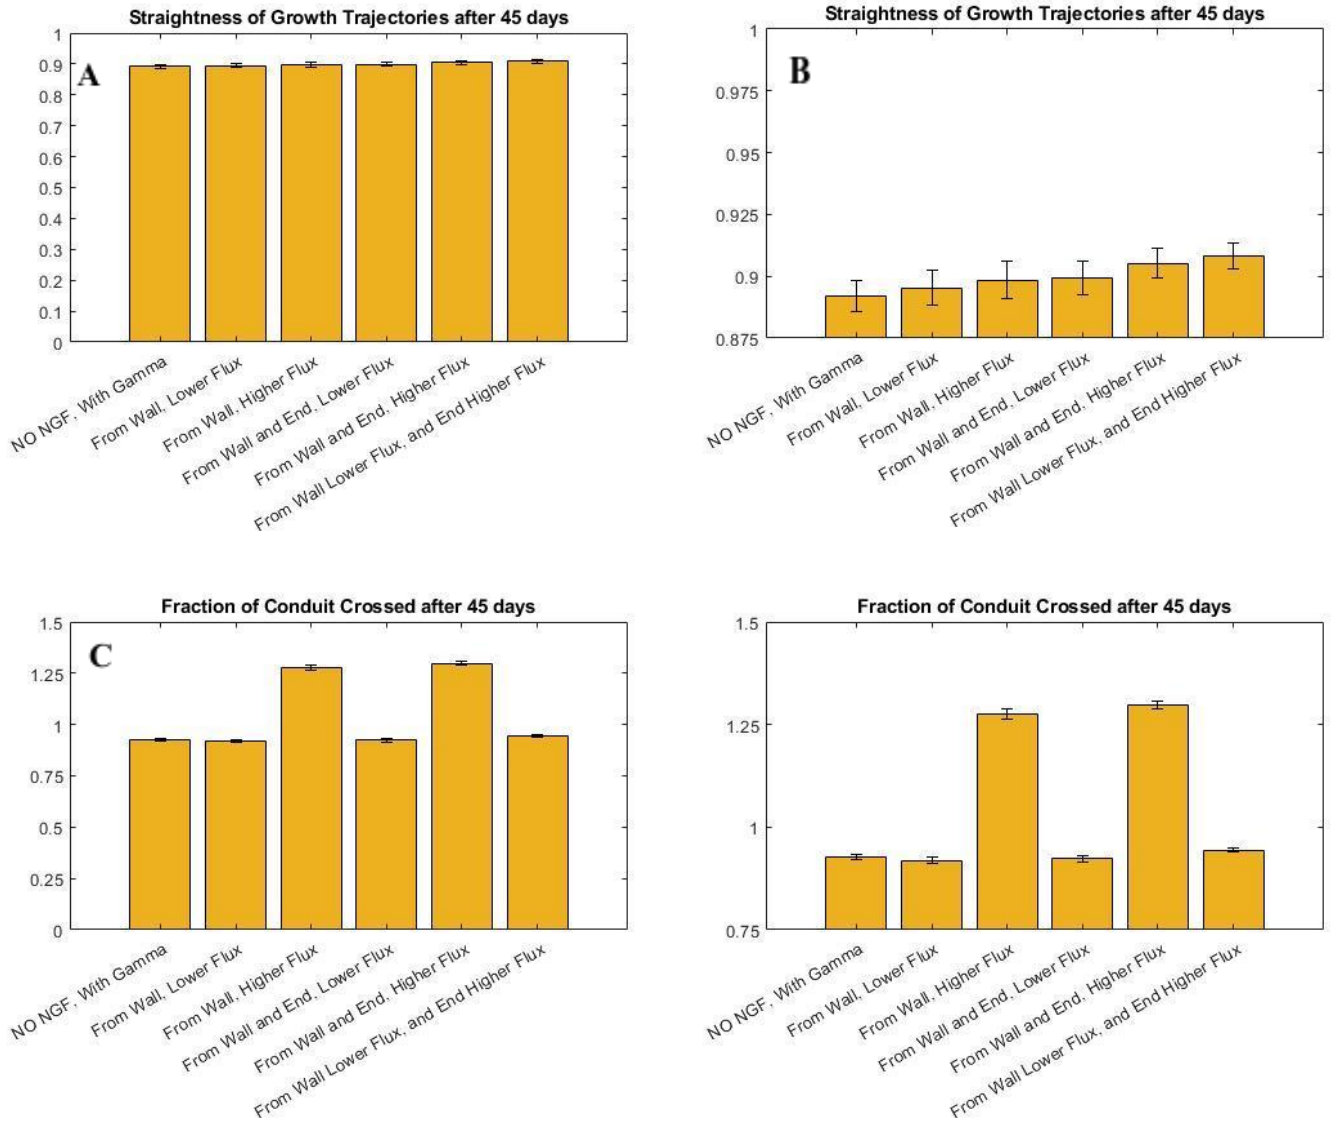 Straightness of Growth Trajectories after 45 days
A
1
0.9
0.8
0.7
0.6
0.5
0.4
0.3
0.2
0.1
0
NO NGF, With Gamma
From Wall, Lower Flux
From Wall, Higher Flux
From Wall and End, Lower Flux
From Wall and End, Higher Flux
From Wall Lower Flux, and End Higher Flux
Straightness of Growth Trajectories after 45 days
B
1
0.975
0.95
0.925
0.9
0.875
NO NGF, With Gamma
From Wall, Lower Flux
From Wall, Higher Flux
From Wall and End, Lower Flux
From Wall and End, Higher Flux
From Wall Lower Flux, and End Higher Flux
Fraction of Conduit Crossed after 45 days
C
1.5
1.25
1
0.75
0.5
0.25
0
NO NGF, With Gamma
From Wall, Lower Flux
From Wall, Higher Flux
From Wall and End, Lower Flux
From Wall and End, Higher Flux
From Wall Lower Flux, and End Higher Flux
Fraction of Conduit Crossed after 45 days
1.5
1.25
1
0.75
NO NGF, With Gamma
From Wall, Lower Flux
From Wall, Higher Flux
From Wall and End, Lower Flux
From Wall and End, Higher Flux
From Wall Lower Flux, and End Higher Flux